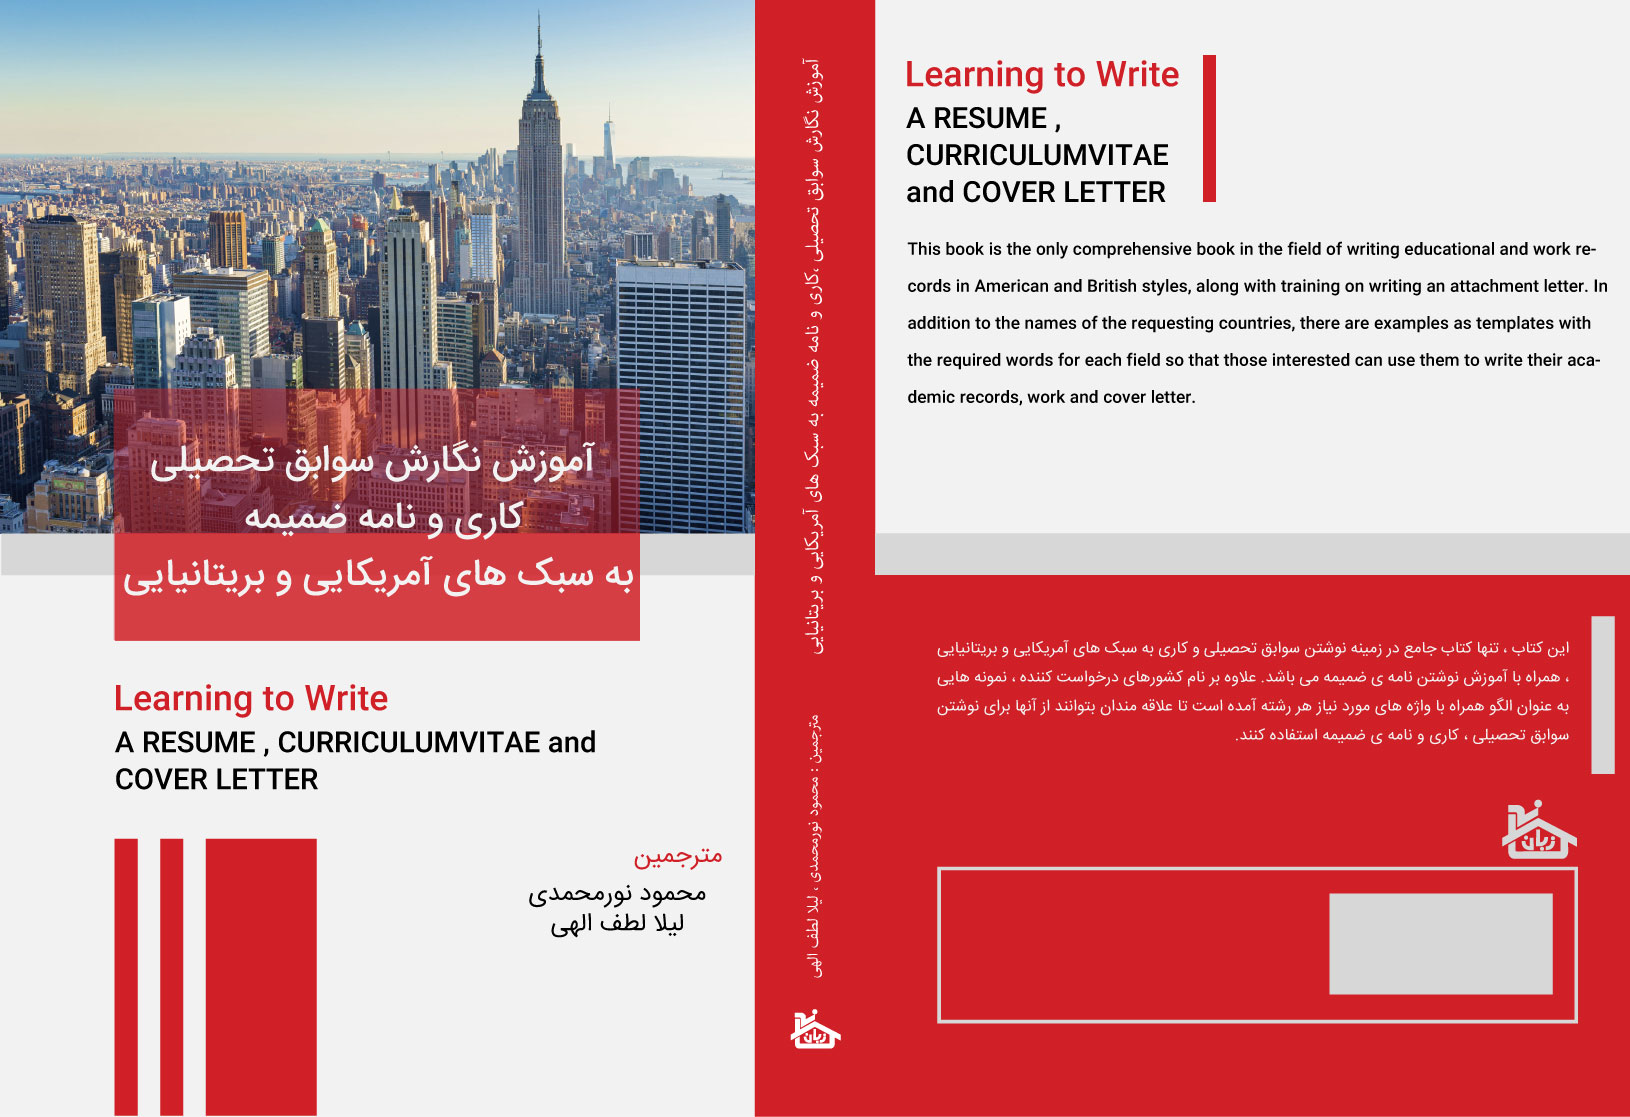 آموزش نگارش سوابق تحصیلی
کاری و نامه ضمیمه
به سبک های آمریکایی و بریتانیایی
Learning to Write
A RESUME , CURRICULUMVITAE and
COVER LETTER
مترجمین
محمود نورمحمدی
لیلا لطف الهی
آموزش نگارش سوابق تحصیلی ،کاری و نامه ضمیمه به سبک های آمریکایی و بریتانیایی
مترجمین : محمود نورمحمدی ، لیلا لطف الهی
زبان
Learning to Write
A RESUME ,
CURRICULUMVITAE
and COVER LETTER
This book is the only comprehensive book in the field of writing educational and work re-
cords in American and British styles, along with training on writing an attachment letter. In
addition to the names of the requesting countries, there are examples as templates with
the required words for each field so that those interested can use them to write their aca-
demic records, work and cover letter.
این کتاب ، تنها کتاب جامع در زمینه نوشتن سوابق تحصیلی و کاری به سبک های آمریکایی و بریتانیایی
، همراه با آموزش نوشتن نامه ی ضمیمه می باشد. علاوه بر نام کشورهای درخواست کننده ، نمونه هایی
به عنوان الگو همراه با واژه های مورد نیاز هر رشته آمده است تا علاقه مندان بتوانند از آنها برای نوشتن
سوابق تحصیلی ، کاری و نامه ی ضمیمه استفاده کنند.
زبان